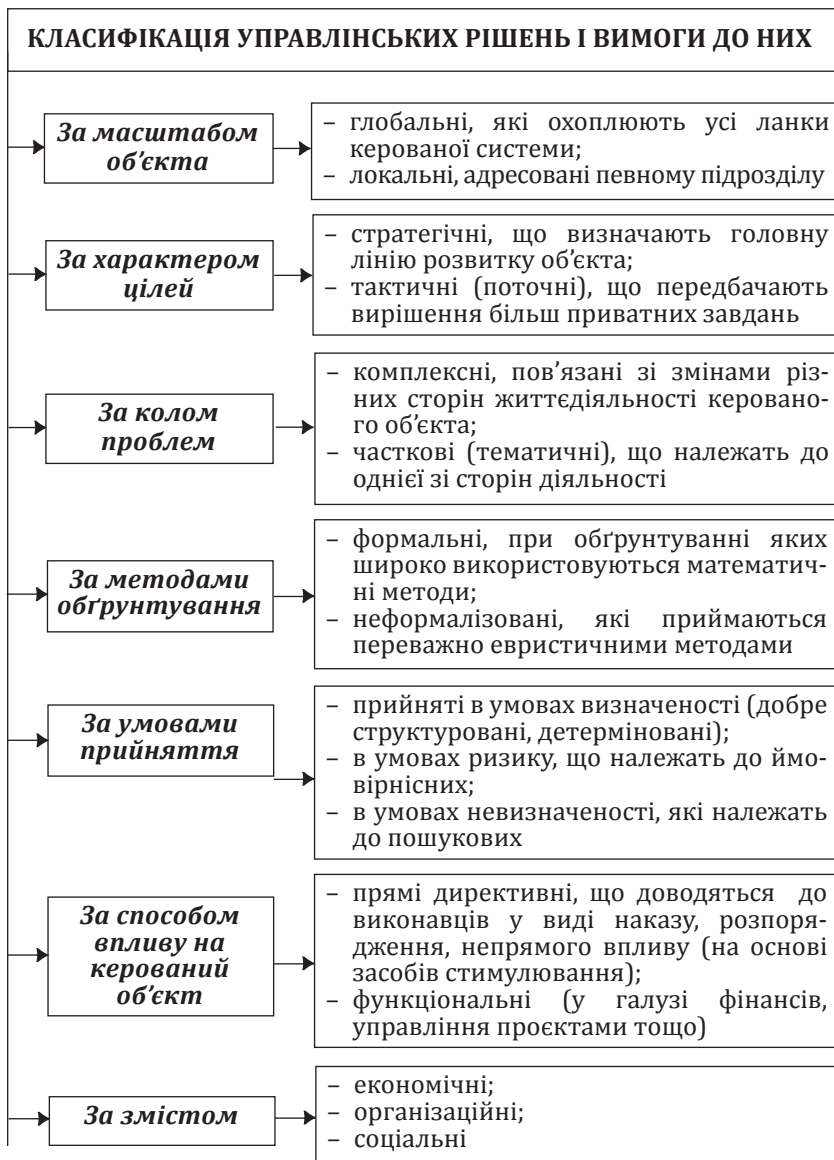 КЛАСИФІКАЦІЯ УПРАВЛІНСЬКИХ РІШЕНЬ І ВИМОГИ ДО НИХ
За масштабом
об’єкта
– глобальні, які охоплюють усі ланки
керованої системи;
– локальні, адресовані певному підрозділу
За характером
цілей
– стратегічні, що визначають головну
лінію розвитку об’єкта;
– тактичні (поточні), що передбачають
вирішення більш приватних завдань
За колом
проблем
– комплексні, пов’язані зі змінами різ-
них сторін життєдіяльності керовано-
го об’єкта;
– часткові (тематичні), що належать до
однієї зі сторін діяльності
За методами
обґрунтування
– формальні, при обґрунтуванні яких
широко використовуються математич-
ні методи;
– неформалізовані, які приймаються
переважно евристичними методами
За умовами
прийняття
– прийняті в умовах визначеності (добре
структуровані, детерміновані);
– в умовах ризику, що належать до ймо-
вірнісних;
– в умовах невизначеності, які належать
до пошукових
За способом
впливу на
керований
об’єкт
– прямі директивні, що доводяться до
виконавців у виді наказу, розпоря-
дження, непрямого впливу (на основі
засобів стимулювання);
– функціональні (у галузі фінансів,
управління проєктами тощо)
За змістом
– економічні;
– організаційні;
– соціальні